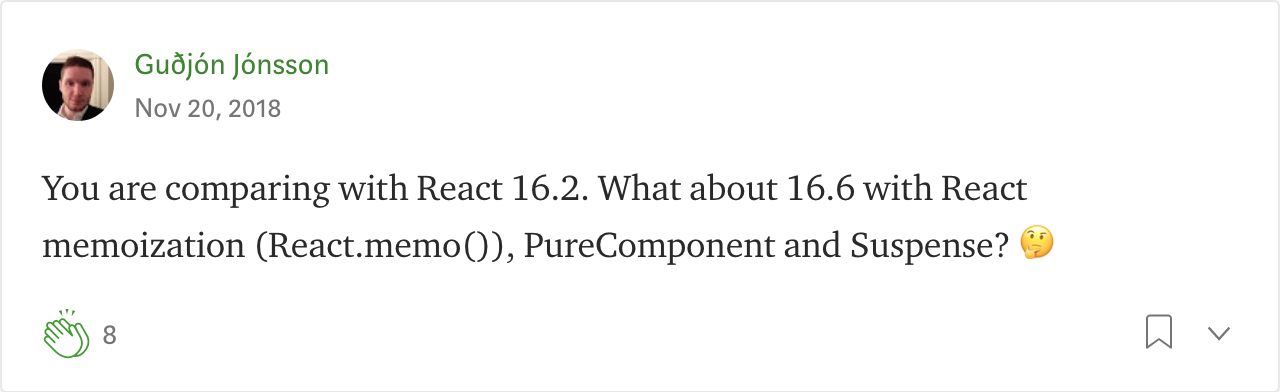 Guðjón Jónsson
Nov 20, 2018
You are comparing with React 16.2. What about 16.6 with React
memoization (React.memo()), PureComponent and Suspense? 🤔
8